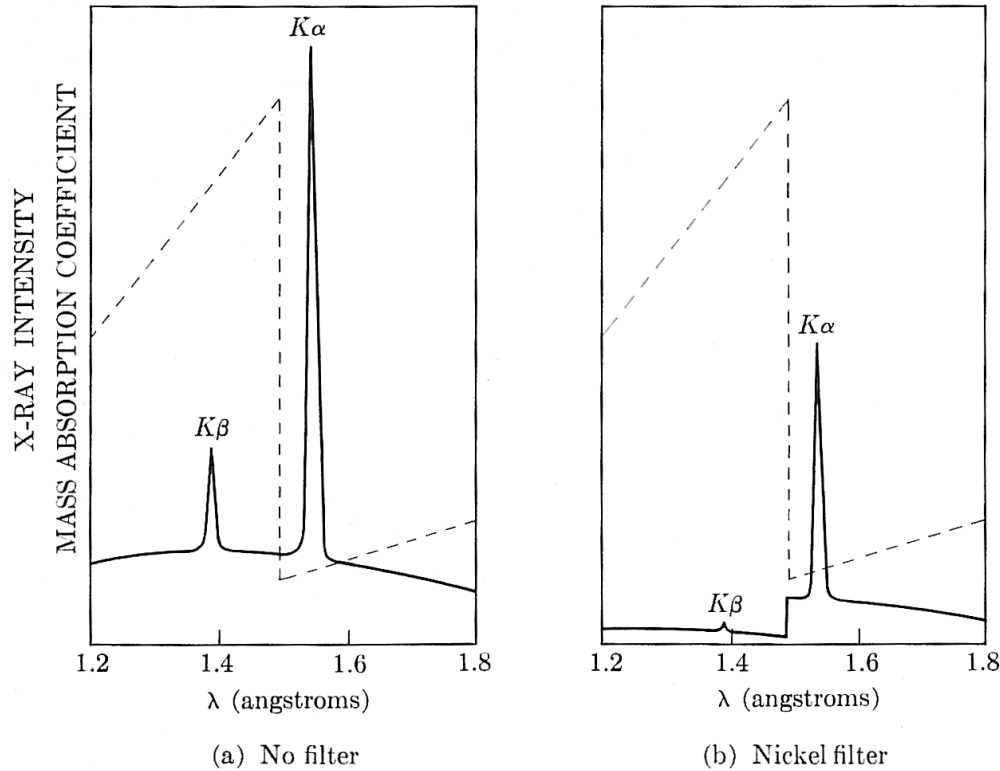 X-RAY INTENSITY
MASS ABSORPTION COEFFICIENT
Kα
Kβ
1.2 1.4 1.6 1.8
λ (angstroms)
(a) No filter
Kα
Kβ
1.2 1.4 1.6 1.8
λ (angstroms)
(b) Nickel filter